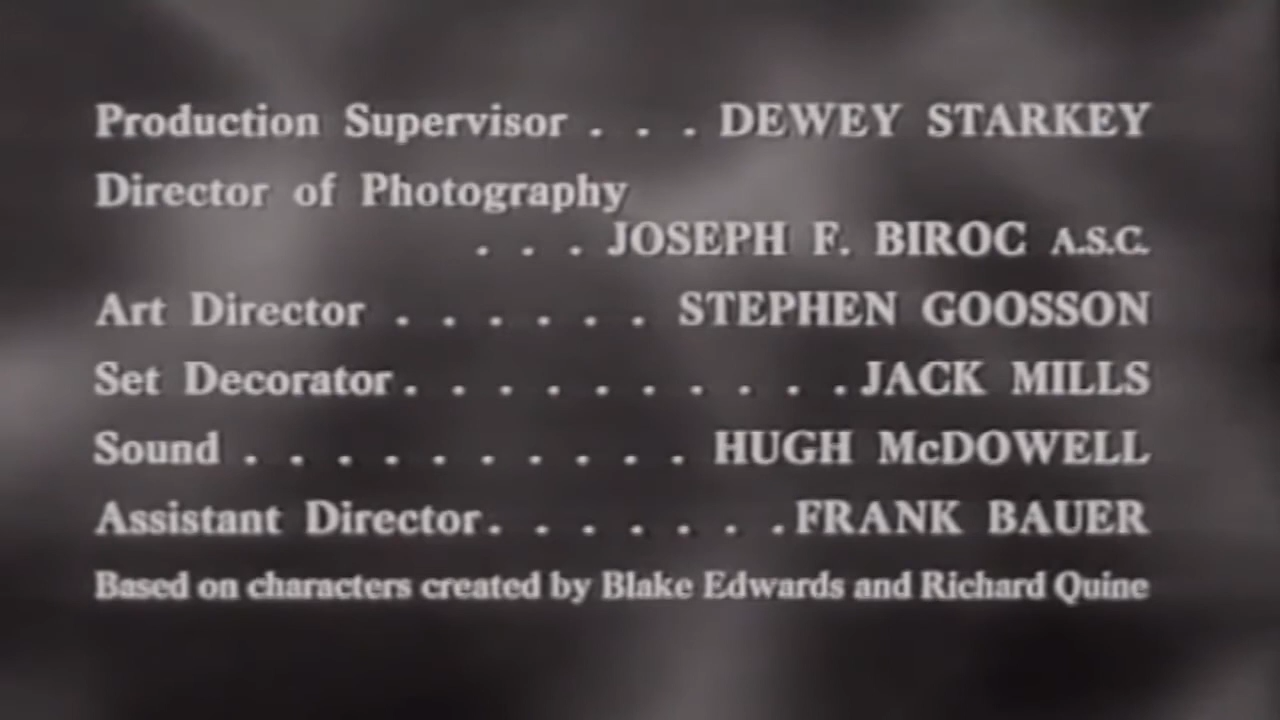 Production Supervisor . . . DEWEY STARKEY
Director of Photography
. . . JOSEPH F. BIROC A.S.C.
Art Director . . . . . . STEPHEN GOOSSON
Set Decorator . . . . . . . . . . JACK MILLS
Sound . . . . . . . . . . HUGH McDOWELL
Assistant Director . . . . . . . FRANK BAUER
Based on characters created by Blake Edwards and Richard Quine